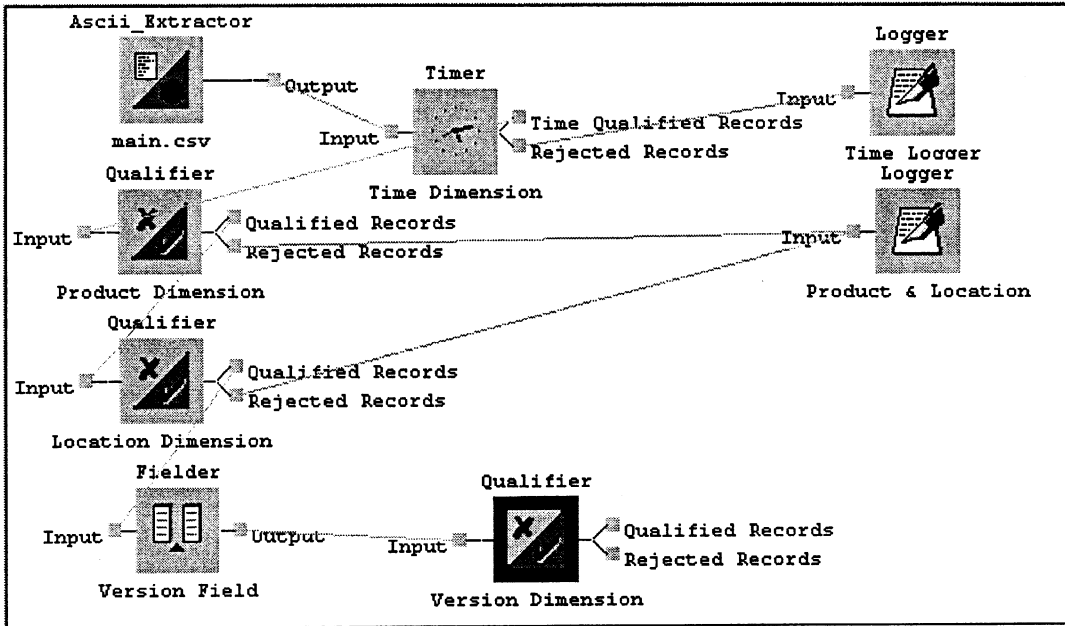 Ascii_Extractor
Output
main.csv
Timer
Input
Time Qualified Records
Rejected Records
Time Dimension
Logger
Input
Time Logger
Qualifier
Input
Qualified Records
Rejected Records
Product Dimension
Logger
Input
Product & Location
Qualifier
Input
Qualified Records
Rejected Records
Location Dimension
Fielder
Input
Output
Version Field
Qualifier
Input
Qualified Records
Rejected Records
Version Dimension